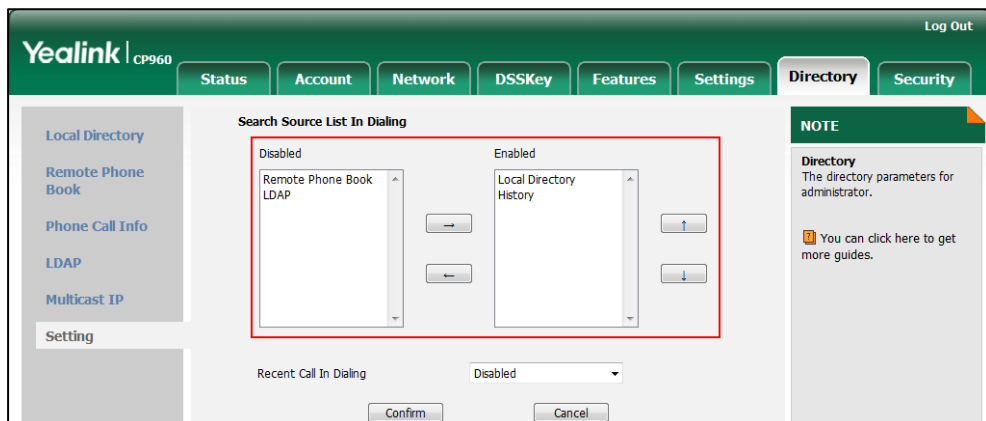 Log Out
Yealink CP960
Status Account Network DSSKey Features Settings Directory Security
Local Directory
Remote Phone
Book
Phone Call Info
LDAP
Multicast IP
Setting
Search Source List In Dialing
Disabled Enabled
Remote Phone Book
LDAP
→
←
Local Directory
History
↑
↓
Recent Call In Dialing Disabled
Confirm Cancel
NOTE
Directory
The directory parameters for
administrator.
? You can click here to get
more guides.